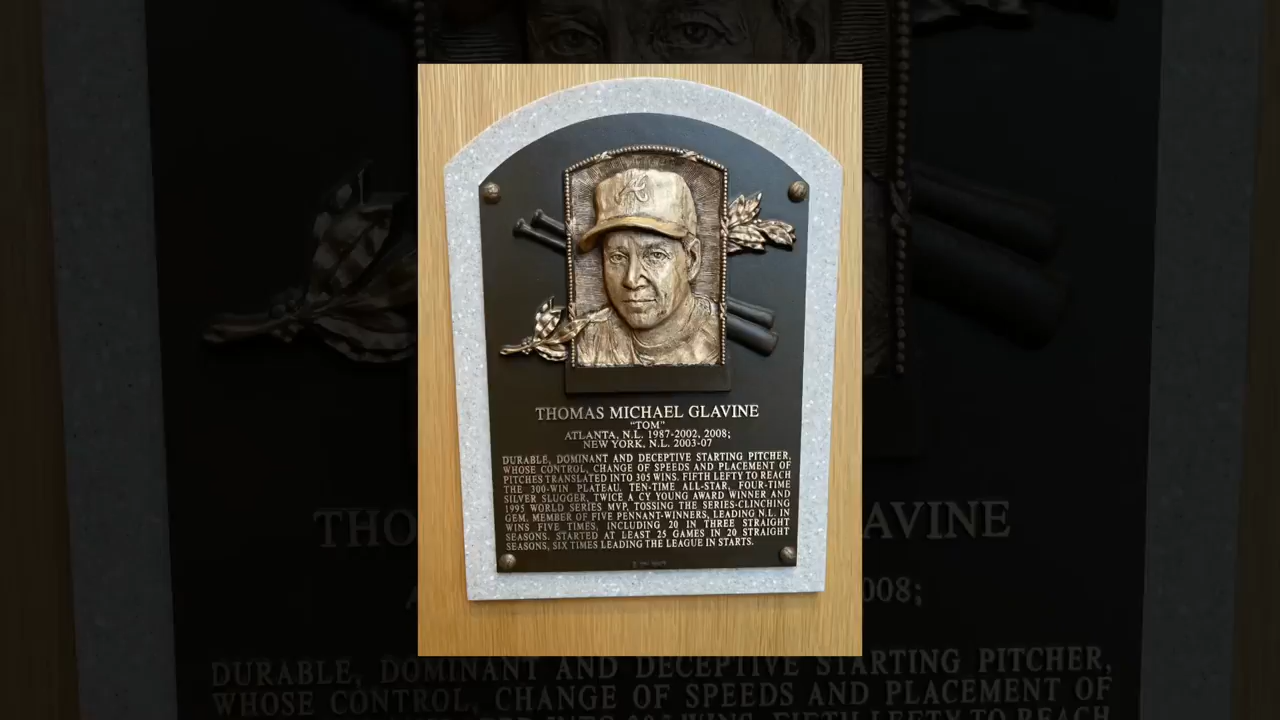 THOMAS MICHAEL GLAVINE
"TOM"
ATLANTA, N.L. 1987-2002, 2008;
NEW YORK, N.L. 2003-07
DURABLE, DOMINANT AND DECEPTIVE STARTING PITCHER,
WHOSE CONTROL, CHANGE OF SPEEDS AND PLACEMENT OF
PITCHES TRANSLATED INTO 305 WINS. FIFTH LEFTY TO REACH
THE 300-WIN PLATEAU. TEN-TIME ALL-STAR, FOUR-TIME
SILVER SLUGGER, TWICE A CY YOUNG AWARD WINNER AND
1995 WORLD SERIES MVP, TOSSING THE SERIES-CLINCHING
GEM. MEMBER OF FIVE PENNANT-WINNERS, LEADING N.L. IN
WINS FIVE TIMES, INCLUDING 20 IN THREE STRAIGHT
SEASONS. STARTED AT LEAST 25 GAMES IN 20 STRAIGHT
SEASONS, SIX TIMES LEADING THE LEAGUE IN STARTS.
THO AVINE
008;
DURABLE, DOMINANT AND DECEPTIVE STARTING PITCHER,
WHOSE CONTROL, CHANGE OF SPEEDS AND PLACEMENT OF